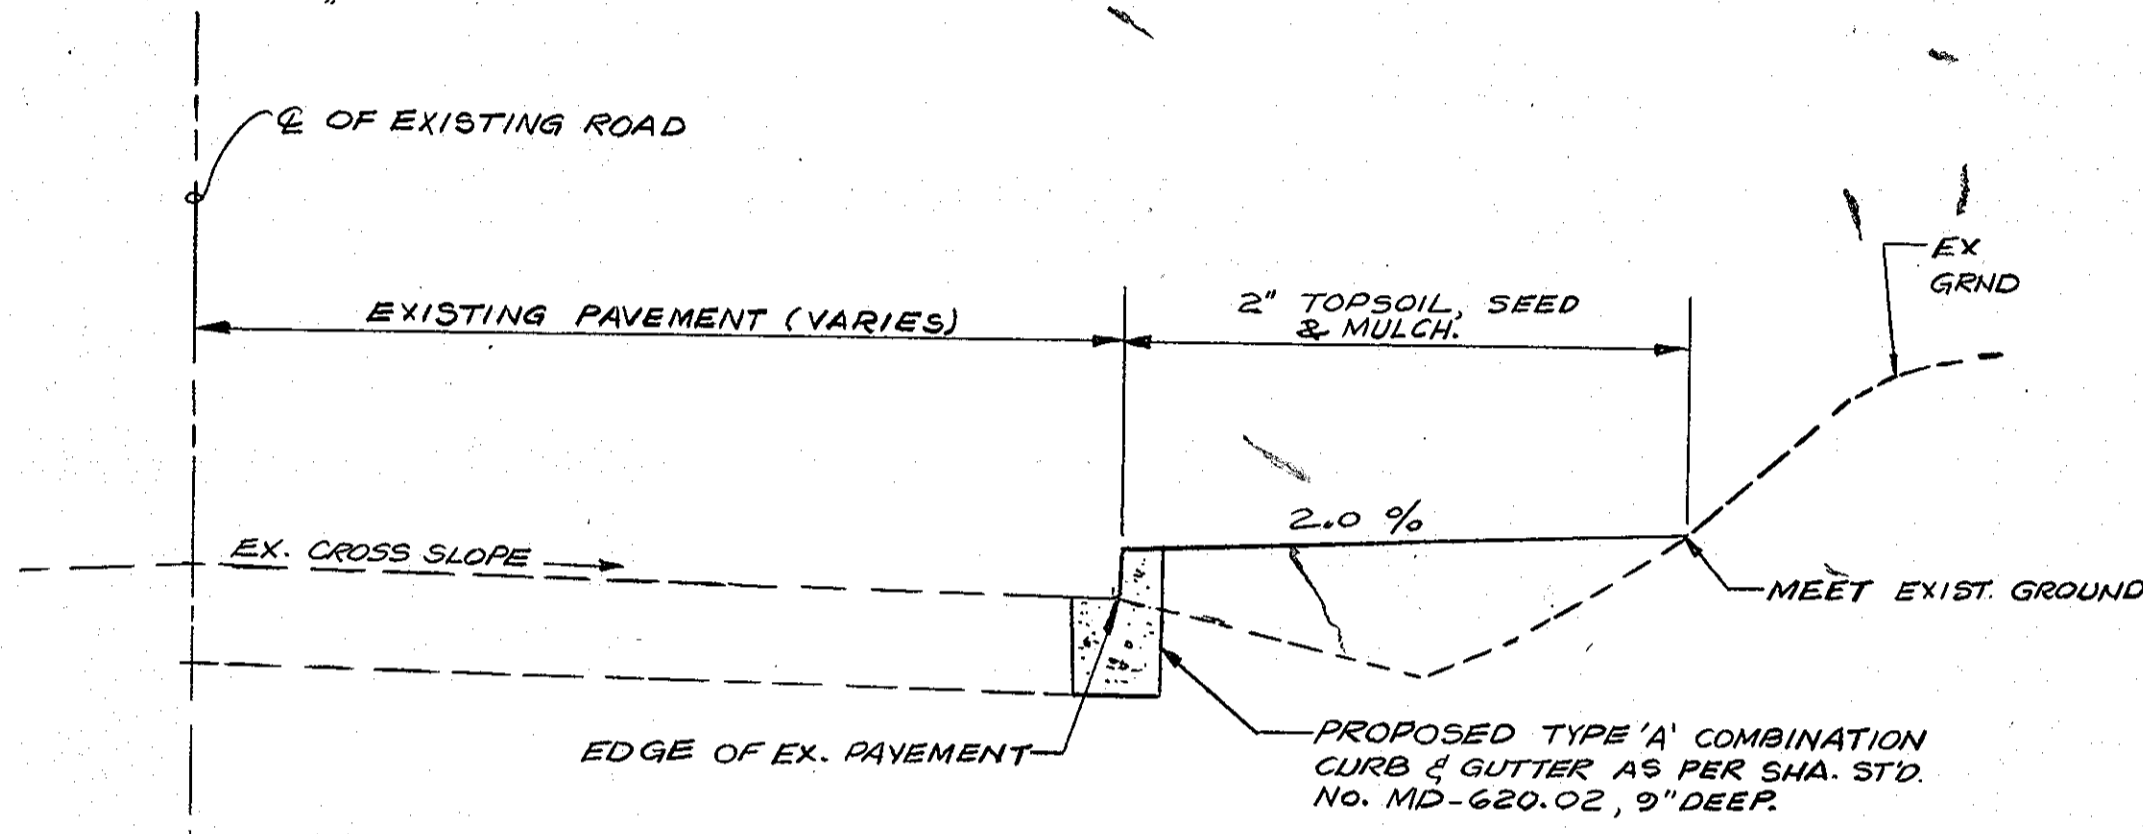 ℄ OF EXISTING ROAD
EX
GRND
EXISTING PAVEMENT (VARIES)
2" TOPSOIL, SEED
& MULCH.
2.0 %
EX. CROSS SLOPE
MEET EXIST. GROUND
EDGE OF EX. PAVEMENT
PROPOSED TYPE 'A' COMBINATION
CURB & GUTTER AS PER SHA. ST'D.
NO. MD-620.02, 9" DEEP.